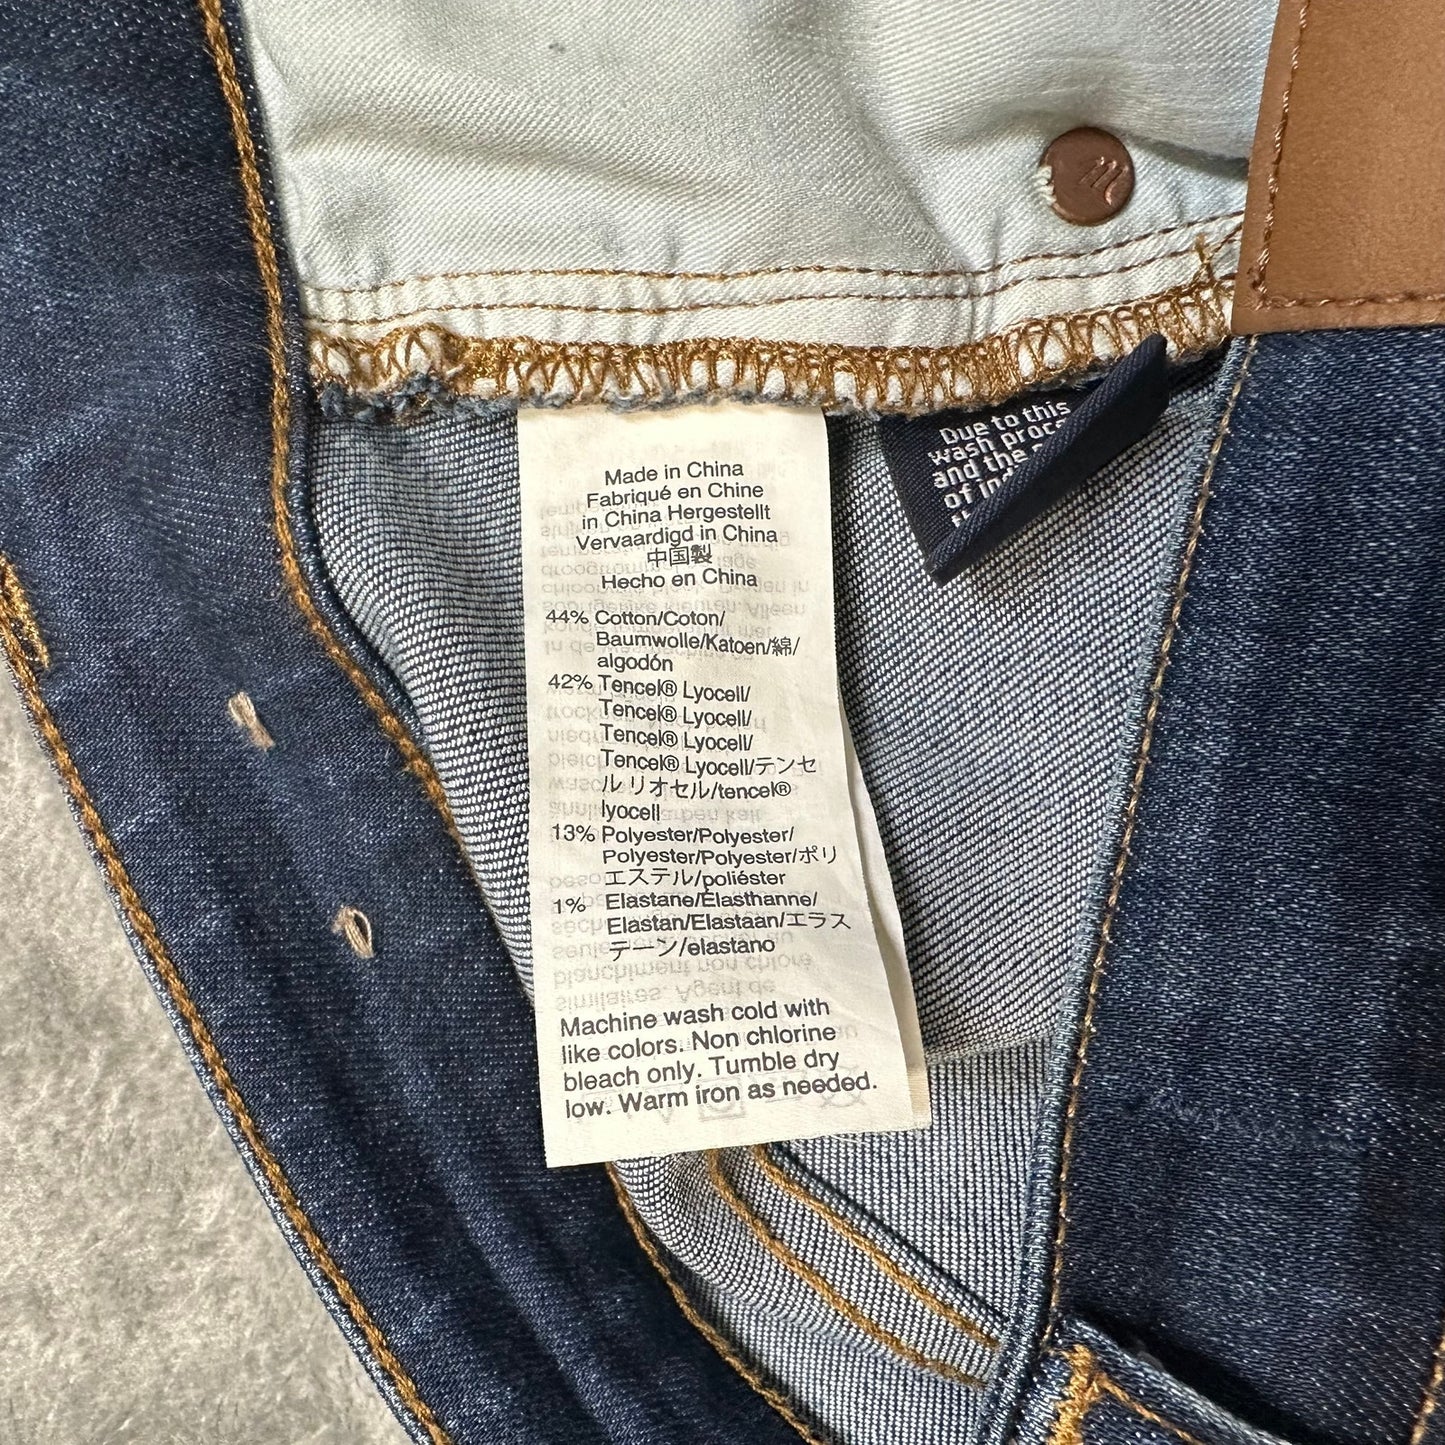 m
Due to this
wash
and the
of
Made in China
Fabriqué en Chine
in China Hergestellt
Vervaardigd in China
中国製
Hecho en China
44% Cotton/Coton/
Baumwolle/Katoen/綿/
algodón
42% Tencel® Lyocell/
Tencel® Lyocell/
Tencel® Lyocell/
Tencel® Lyocell/テンセ
ル リオセル/tencel®
lyocell
13% Polyester/Polyester/
Polyester/Polyester/ポリ
エステル/poliéster
1% Elastane/Élasthanne/
Elastan/Elastaan/エラス
テーン/elastano
Machine wash cold with
like colors. Non chlorine
bleach only. Tumble dry
low. Warm iron as needed.